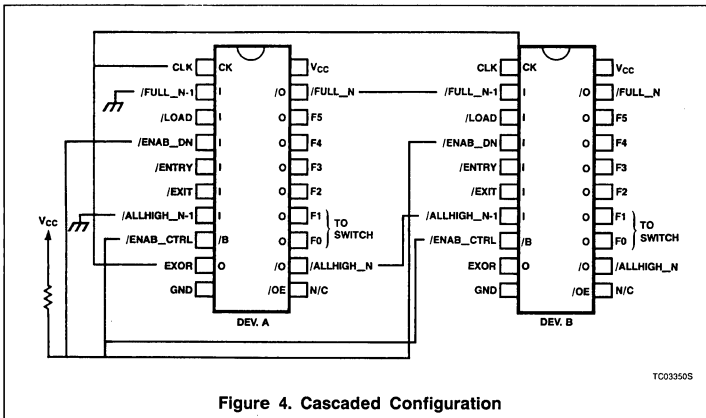 CLK CK VCC
/FULL_N-1 I /O /FULL_N
/LOAD I O F5
/ENAB_DN I O F4
/ENTRY I O F3
/EXIT I O F2
/ALLHIGH_N-1 I O F1
/ENAB_CTRL /B O F0
TO
SWITCH
EXOR O /O /ALLHIGH_N
GND /OE N/C
DEV. A
VCC
CLK CK VCC
/FULL_N-1 I /O /FULL_N
/LOAD I O F5
/ENAB_DN I O F4
/ENTRY I O F3
/EXIT I O F2
/ALLHIGH_N-1 I O F1
/ENAB_CTRL /B O F0
TO
SWITCH
EXOR O /O /ALLHIGH_N
GND /OE N/C
DEV. B
TC03350S
Figure 4. Cascaded Configuration